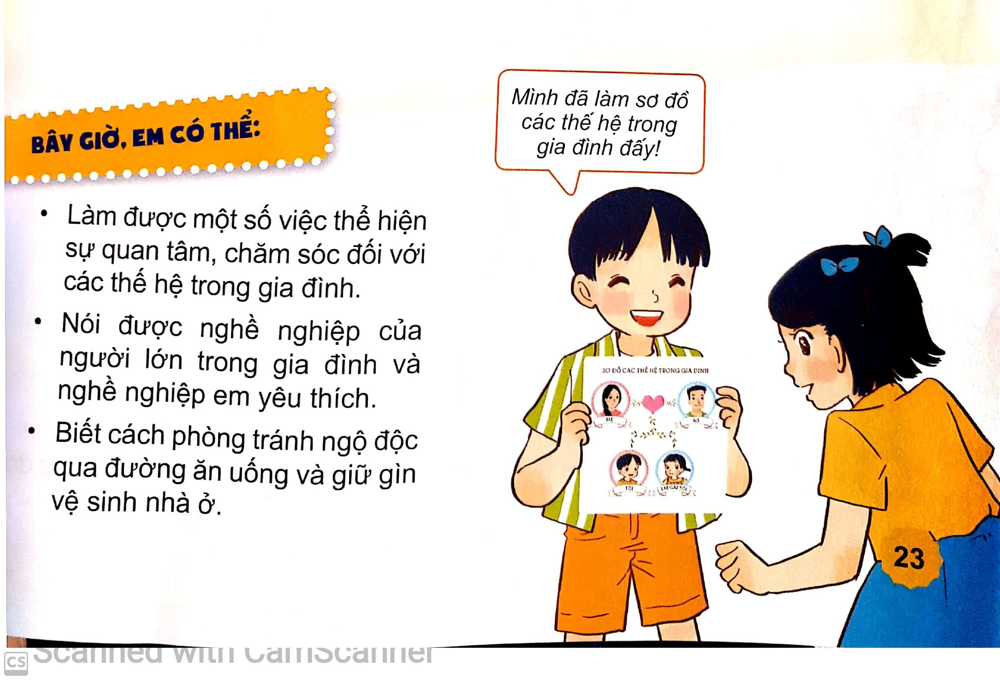 BÂY GIỜ, EM CÓ THỂ:
• Làm được một số việc thể hiện
sự quan tâm, chăm sóc đối với
các thế hệ trong gia đình.
• Nói được nghề nghiệp của
người lớn trong gia đình và
nghề nghiệp em yêu thích.
• Biết cách phòng tránh ngộ độc
qua đường ăn uống và giữ gìn
vệ sinh nhà ở.
Mình đã làm sơ đồ
các thế hệ trong
gia đình đấy!
SƠ ĐỒ CÁC THẾ HỆ TRONG GIA ĐÌNH
MẸ
BỐ
TÔI
EM GÁI TÔI
23
CS Scanned with CamScanner